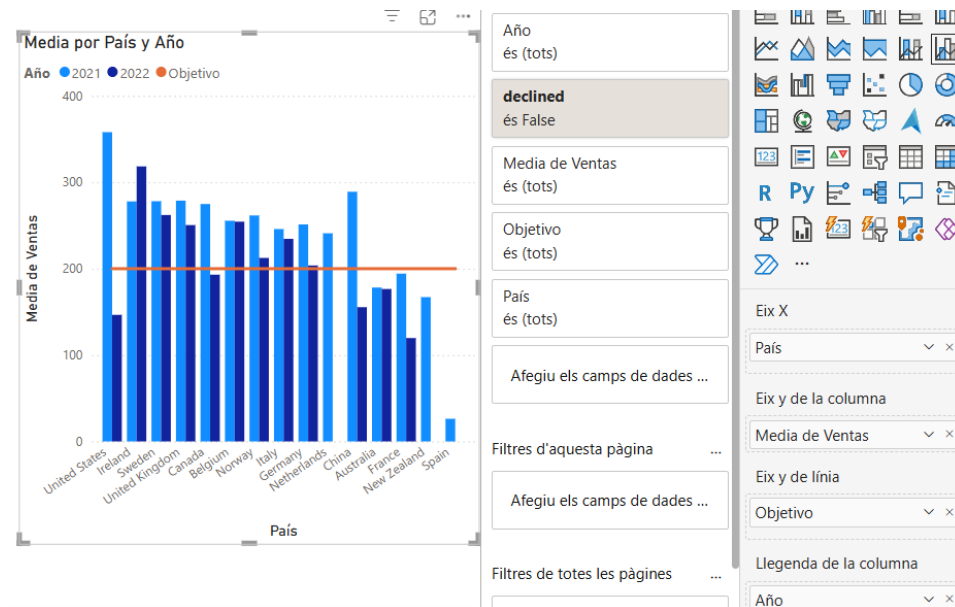 Media por País y Año
Año 2021 2022 Objetivo
400
300
200
100
0
Media de Ventas
United States
Ireland
Sweden
United Kingdom
Canada
Belgium
Norway
Italy
Germany
Netherlands
China
Australia
France
New Zealand
Spain
País
Año
és (tots)
declined
és False
Media de Ventas
és (tots)
Objetivo
és (tots)
País
és (tots)
Afegiu els camps de dades ...
Filtres d'aquesta pàgina ...
Afegiu els camps de dades ...
Filtres de totes les pàgines ...
123
R Py
123
...
Eix X
País
Eix y de la columna
Media de Ventas
Eix y de línia
Objetivo
Llegenda de la columna
Año